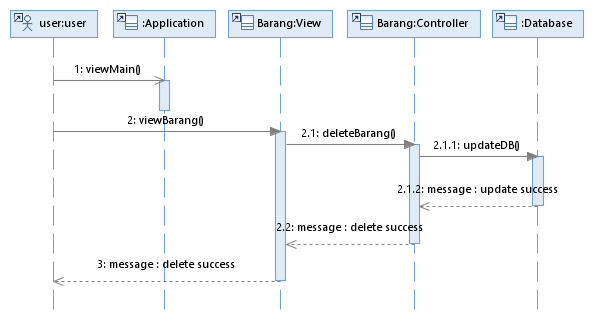 user:user
:Application
Barang:View
Barang:Controller
:Database
1: viewMain()
2: viewBarang()
2.1: deleteBarang()
2.1.1: updateDB()
2.1.2: message : update success
2.2: message : delete success
3: message : delete success